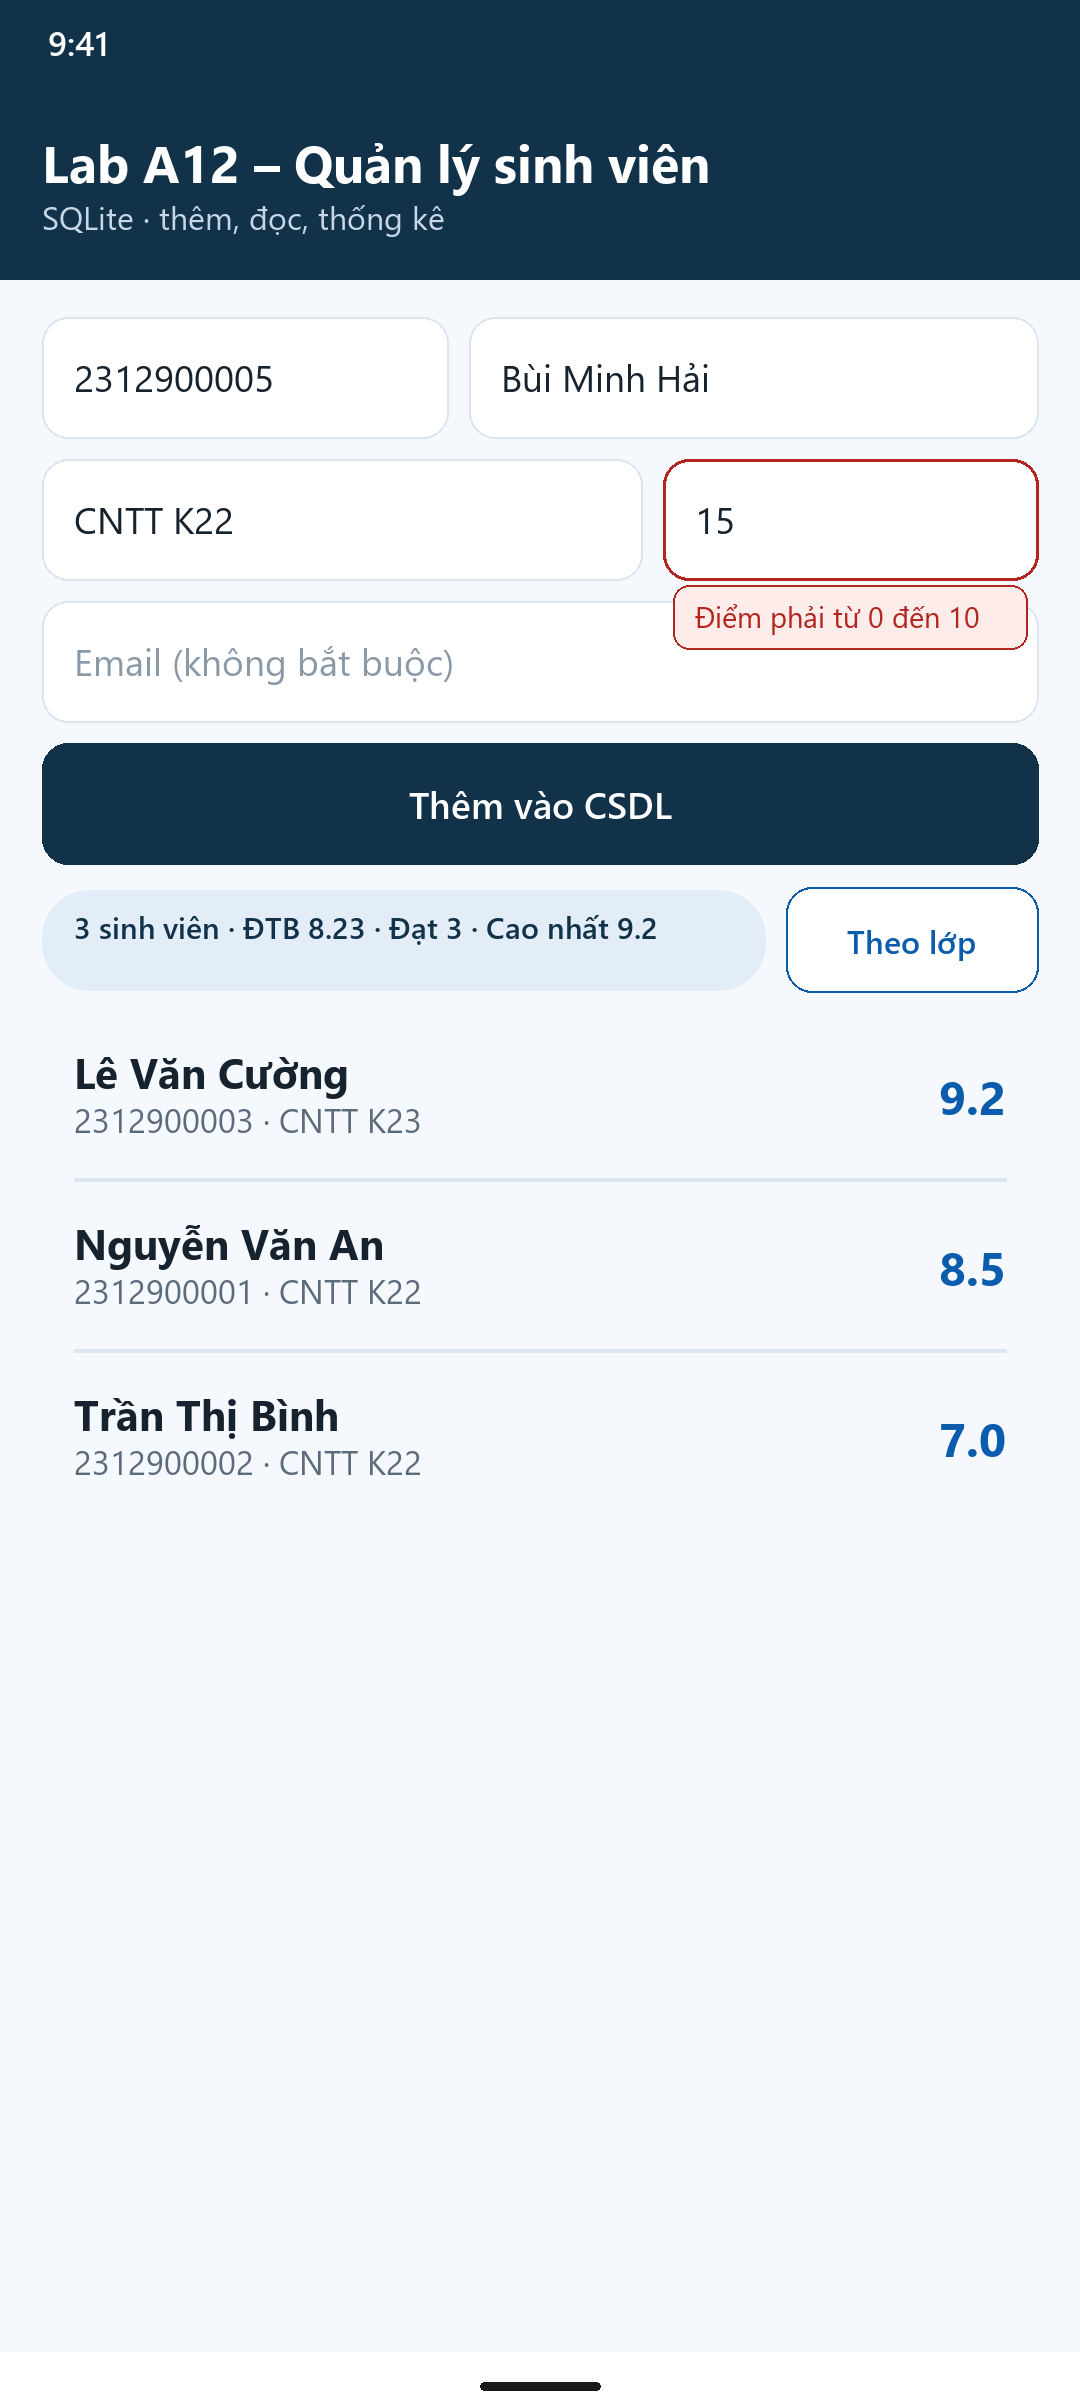 9:41
Lab A12 – Quản lý sinh viên
SQLite · thêm, đọc, thống kê
2312900005
Bùi Minh Hải
CNTT K22
15
Điểm phải từ 0 đến 10
Email (không bắt buộc)
Thêm vào CSDL
3 sinh viên · ĐTB 8.23 · Đạt 3 · Cao nhất 9.2
Theo lớp
Lê Văn Cường
2312900003 · CNTT K23
9.2
Nguyễn Văn An
2312900001 · CNTT K22
8.5
Trần Thị Bình
2312900002 · CNTT K22
7.0